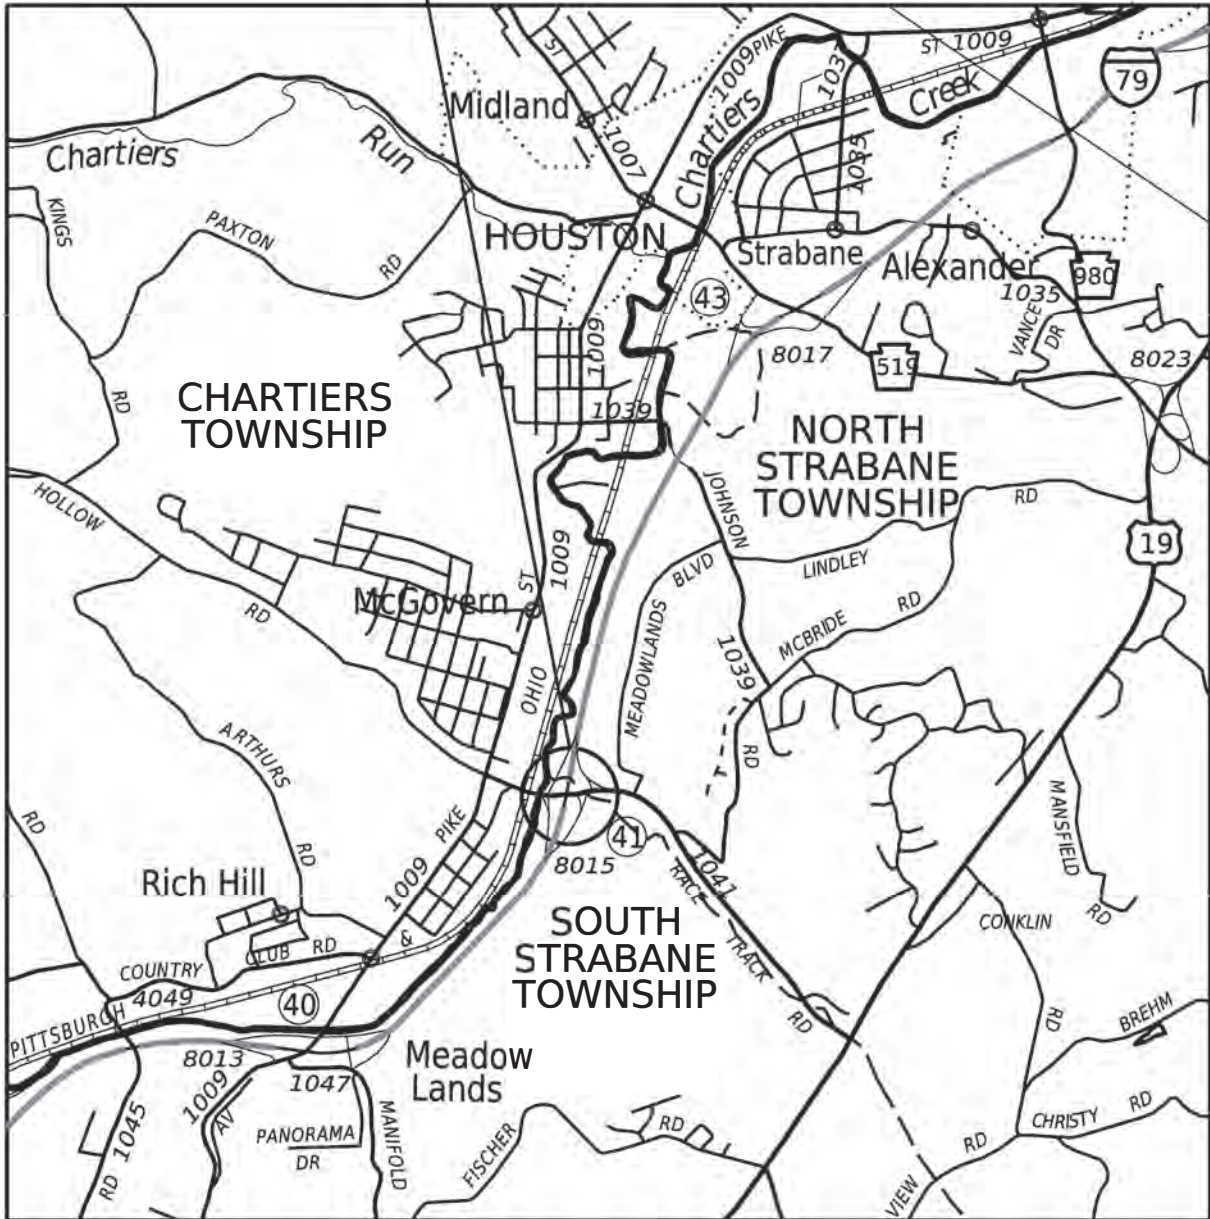 ST
1009
PIKE
ST 1009
79
Midland
1007
Chartiers
1031
Creek
Chartiers
Run
1035
KINGS
PAXTON
RD
HOUSTON
Strabane
Alexander
980
43
1035
VANCE
DR
1009
8017
519
8023
RD
CHARTIERS
TOWNSHIP
1039
NORTH
STRABANE
TOWNSHIP
HOLLOW
JOHNSON
RD
19
1009
BLVD
LINDLEY
ST
McGovern
RD
MEADOWLANDS
MCBRIDE
RD
1039
OHIO
ARTHURS
RD
MANSFIELD
RD
RD
PIKE
41
8015
1009
RACE
1041
TRACK
RD
Rich Hill
SOUTH
STRABANE
TOWNSHIP
CONKLIN
RD
&
CLUB
RD
COUNTRY
4049
40
PITTSBURGH
RD
RD
BREHM
8013
1009
AV
1047
Meadow
Lands
1045
RD
PANORAMA
DR
MANIFOLD
FISCHER
RD
CHRISTY
RD
RD
VIEW